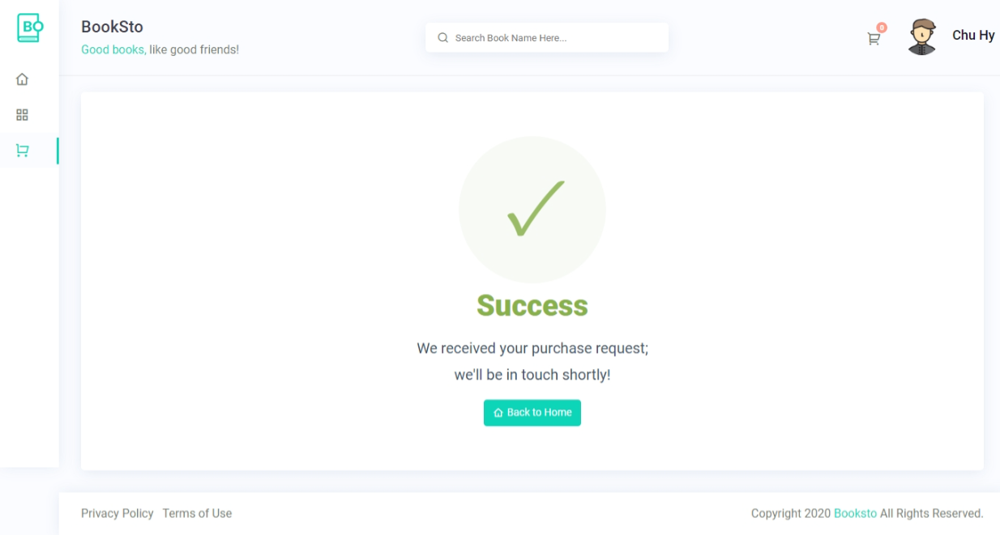 BO
BookSto
Good books, like good friends!
Search Book Name Here...
0
Chu Hy
Success
We received your purchase request;
we'll be in touch shortly!
Back to Home
Privacy Policy Terms of Use
Copyright 2020 Booksto All Rights Reserved.